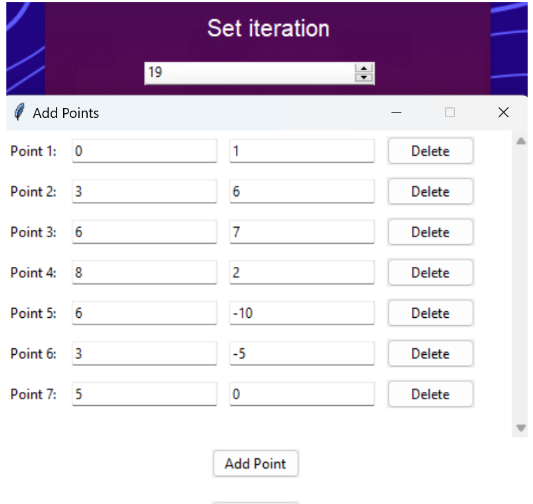 Set iteration
19
Add Points
Point 1: 0 1 Delete
Point 2: 3 6 Delete
Point 3: 6 7 Delete
Point 4: 8 2 Delete
Point 5: 6 -10 Delete
Point 6: 3 -5 Delete
Point 7: 5 0 Delete
Add Point